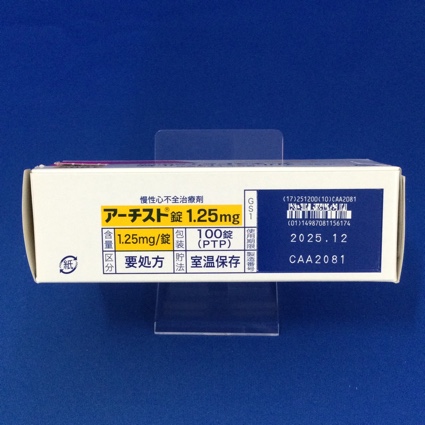 慢性心不全治療剤
アーチスト錠 1.25mg
含量 1.25mg/錠 包装 100錠(PTP)
区分 要処方 貯法 室温保存
GS1
(17)251200(10)CAA2081
(01)14987081156174
使用期限 2025.12
製造番号 CAA2081
紙